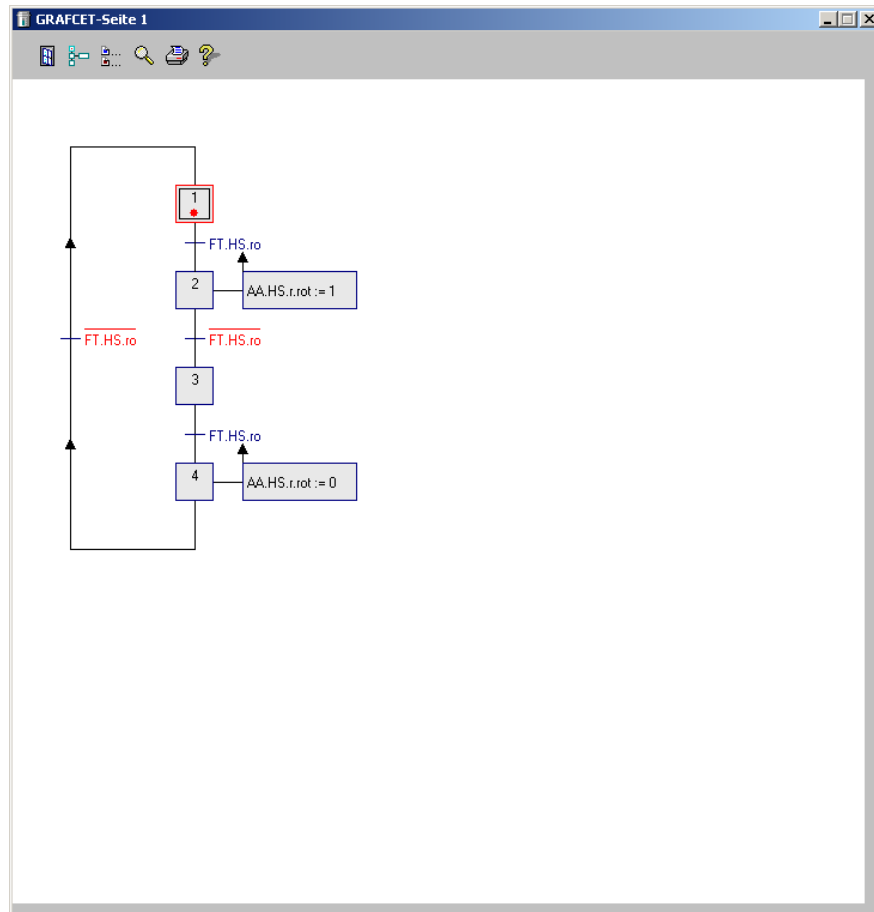 GRAFCET-Seite 1
1
FT.HS.ro
2
AA.HS.r.rot := 1
FT.HS.ro
FT.HS.ro
3
FT.HS.ro
4
AA.HS.r.rot := 0